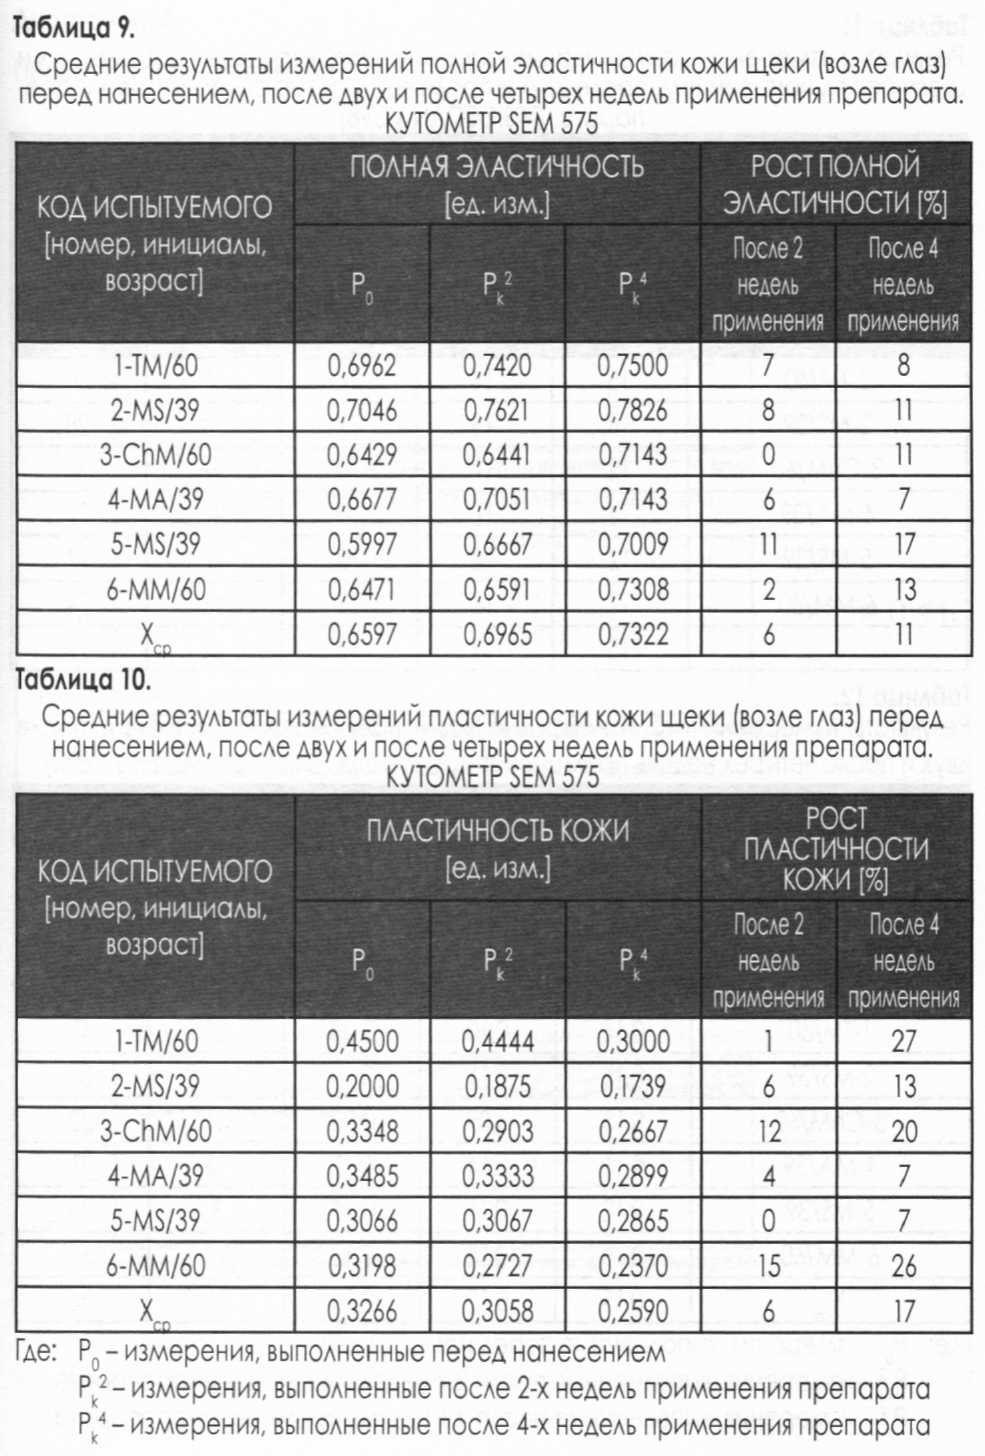 Таблица 9.
Средние результаты измерений полной эластичности кожи щеки (возле глаз)
перед нанесением, после двух и после четырех недель применения препарата.
КУТОМЕТР SEM 575
КОД ИСПЫТУЕМОГО [номер, инициалы, возраст] ПОЛНАЯ ЭЛАСТИЧНОСТЬ [ед. изм.] РОСТ ПОЛНОЙ ЭЛАСТИЧНОСТИ [%]
P0 Pk2 Pk4 После 2 недель применения После 4 недель применения
1-TM/60 0,6962 0,7420 0,7500 7 8
2-MS/39 0,7046 0,7621 0,7826 8 11
3-ChM/60 0,6429 0,6441 0,7143 0 11
4-MA/39 0,6677 0,7051 0,7143 6 7
5-MS/39 0,5997 0,6667 0,7009 11 17
6-MM/60 0,6471 0,6591 0,7308 2 13
Xср 0,6597 0,6965 0,7322 6 11
Таблица 10.
Средние результаты измерений пластичности кожи щеки (возле глаз) перед
нанесением, после двух и после четырех недель применения препарата.
КУТОМЕТР SEM 575
КОД ИСПЫТУЕМОГО [номер, инициалы, возраст] ПЛАСТИЧНОСТЬ КОЖИ [ед. изм.] РОСТ ПЛАСТИЧНОСТИ КОЖИ [%]
P0 Pk2 Pk4 После 2 недель применения После 4 недель применения
1-TM/60 0,4500 0,4444 0,3000 1 27
2-MS/39 0,2000 0,1875 0,1739 6 13
3-ChM/60 0,3348 0,2903 0,2667 12 20
4-MA/39 0,3485 0,3333 0,2899 4 7
5-MS/39 0,3066 0,3067 0,2865 0 7
6-MM/60 0,3198 0,2727 0,2370 15 26
Xср 0,3266 0,3058 0,2590 6 17
Где: P0 – измерения, выполненные перед нанесением
Pk2 – измерения, выполненные после 2-х недель применения препарата
Pk4 – измерения, выполненные после 4-х недель применения препарата